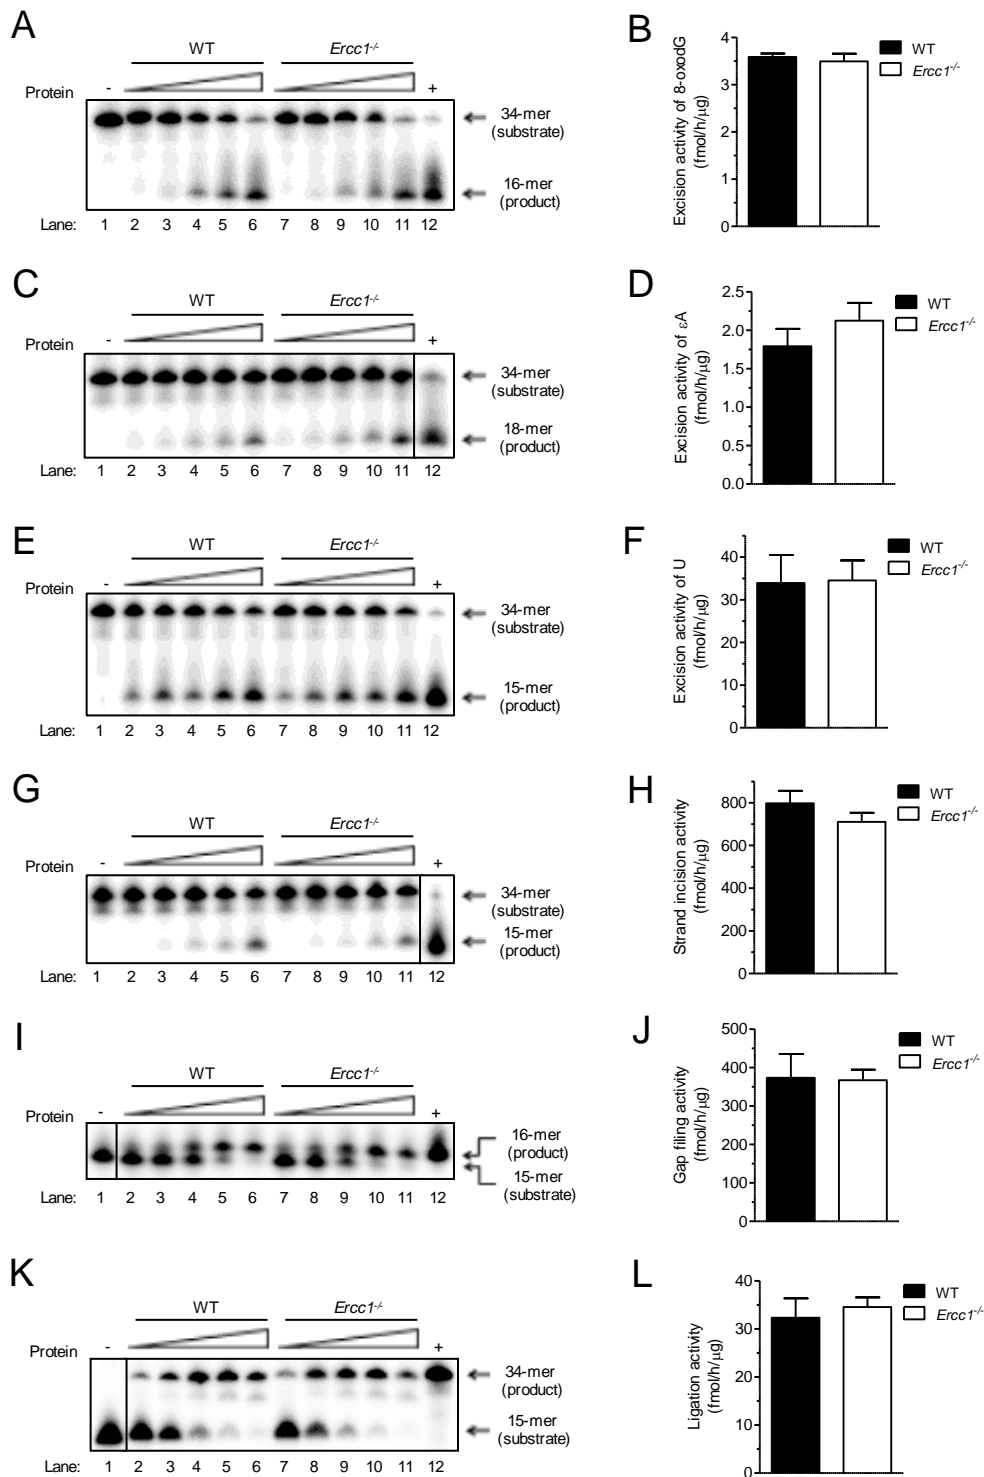 A
WT Ercc1-/-
Protein - +
34-mer
(substrate)
16-mer
(product)
Lane: 1 2 3 4 5 6 7 8 9 10 11 12
B
Excision activity of 8-oxodG
(fmol/h/µg)
4
3
2
1
0
WT
Ercc1-/-
C
WT Ercc1-/-
Protein - +
34-mer
(substrate)
18-mer
(product)
Lane: 1 2 3 4 5 6 7 8 9 10 11 12
D
Excision activity of εA
(fmol/h/µg)
2.5
2.0
1.5
1.0
0.5
0.0
WT
Ercc1-/-
E
WT Ercc1-/-
Protein - +
34-mer
(substrate)
15-mer
(product)
Lane: 1 2 3 4 5 6 7 8 9 10 11 12
F
Excision activity of U
(fmol/h/µg)
40
30
20
10
0
WT
Ercc1-/-
G
WT Ercc1-/-
Protein - +
34-mer
(substrate)
15-mer
(product)
Lane: 1 2 3 4 5 6 7 8 9 10 11 12
H
Strand incision activity
(fmol/h/µg)
800
600
400
200
0
WT
Ercc1-/-
I
WT Ercc1-/-
Protein - +
16-mer
(product)
15-mer
(substrate)
Lane: 1 2 3 4 5 6 7 8 9 10 11 12
J
Gap filing activity
(fmol/h/µg)
500
400
300
200
100
0
WT
Ercc1-/-
K
WT Ercc1-/-
Protein - +
34-mer
(product)
15-mer
(substrate)
Lane: 1 2 3 4 5 6 7 8 9 10 11 12
L
Ligation activity
(fmol/h/µg)
40
30
20
10
0
WT
Ercc1-/-